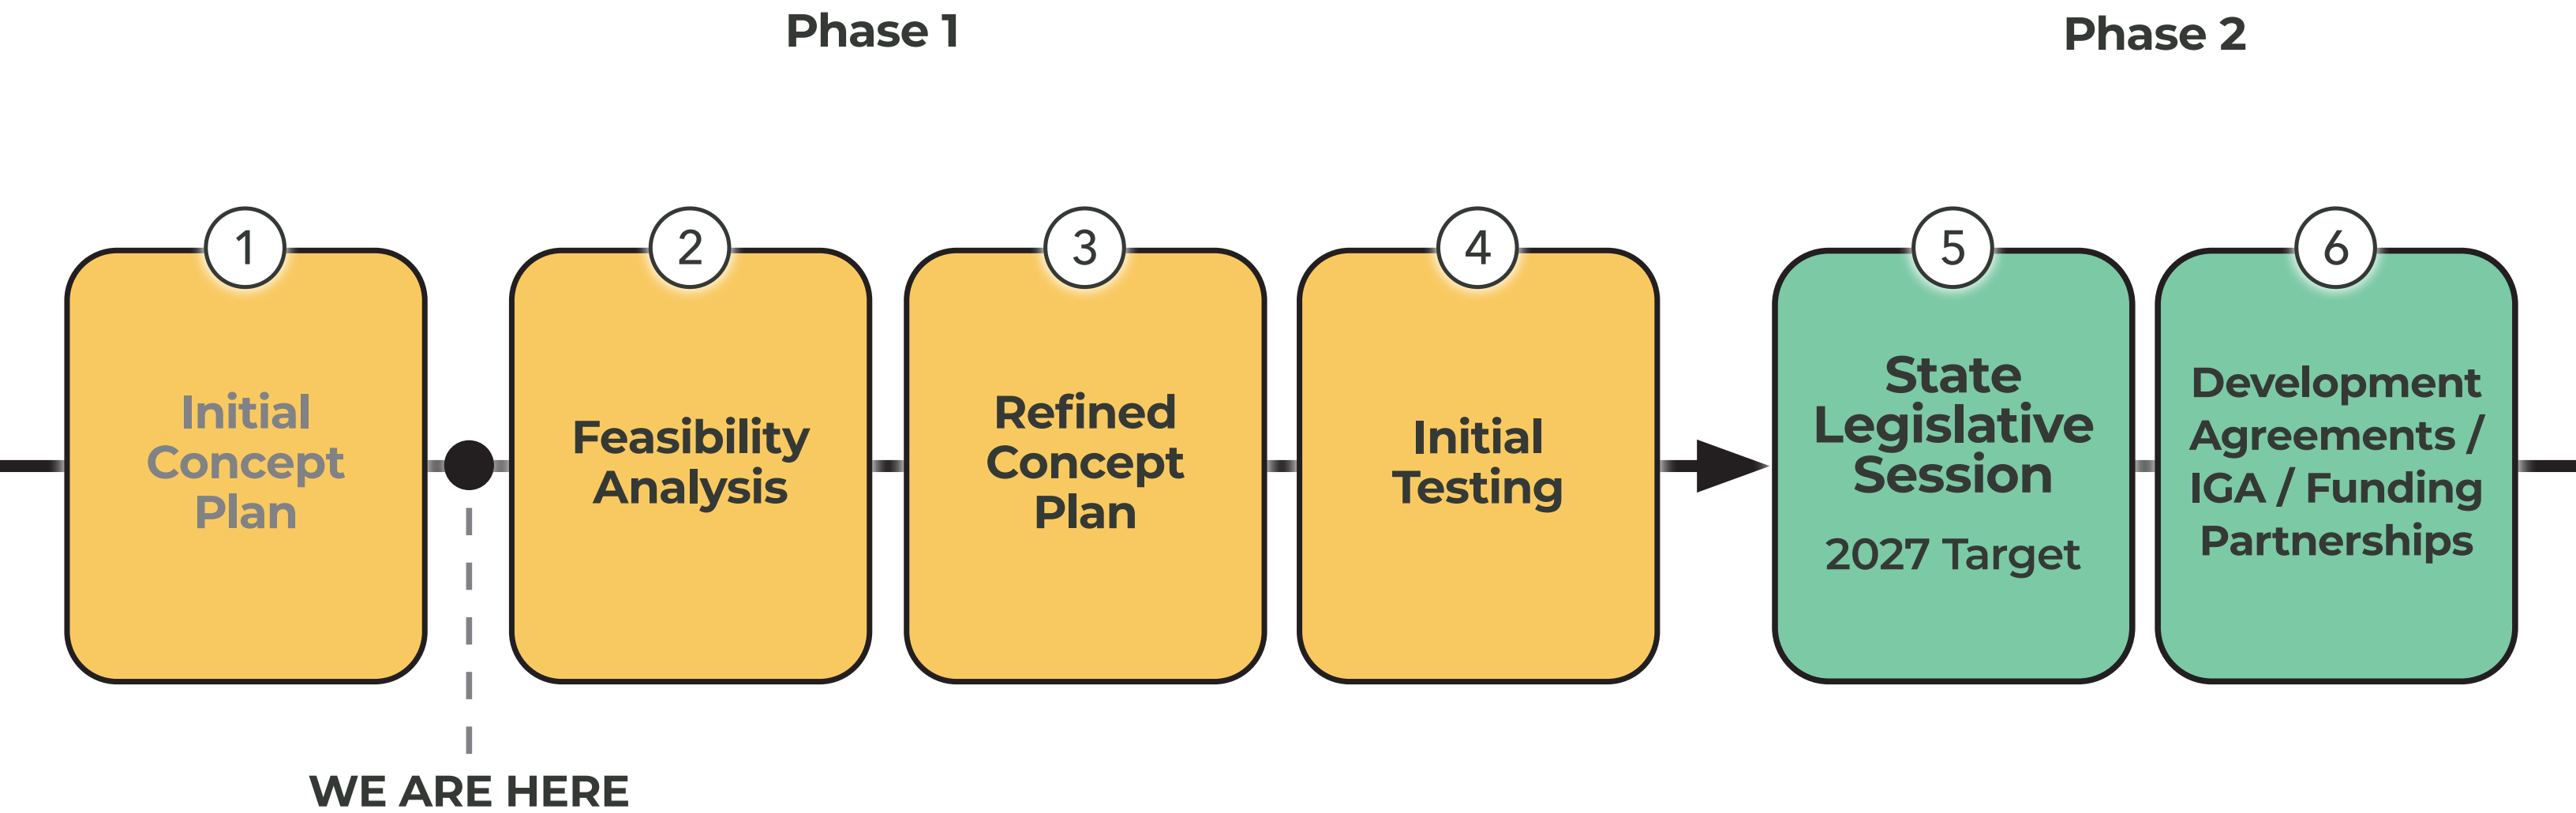 Phase 1
Phase 2
1
Initial
Concept
Plan
2
Feasibility
Analysis
3
Refined
Concept
Plan
4
Initial
Testing
5
State
Legislative
Session
2027 Target
6
Development
Agreements /
IGA / Funding
Partnerships
WE ARE HERE